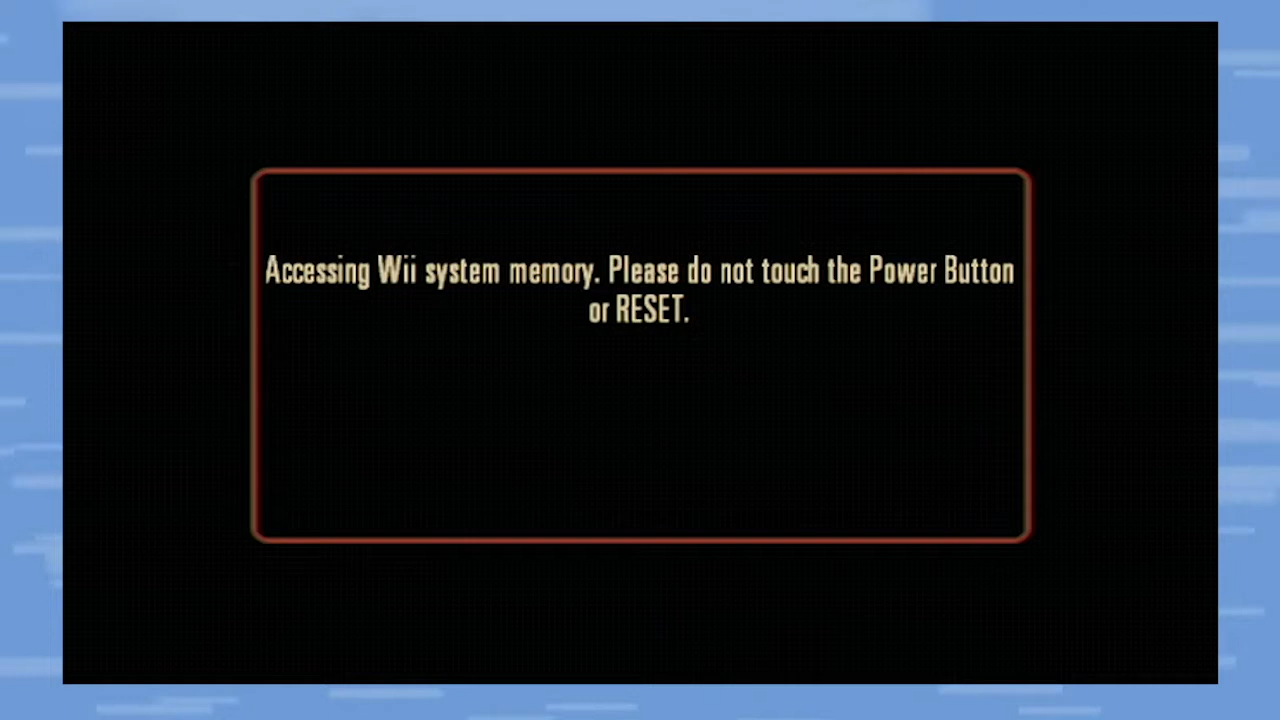 Accessing Wii system memory. Please do not touch the Power Button
or RESET.